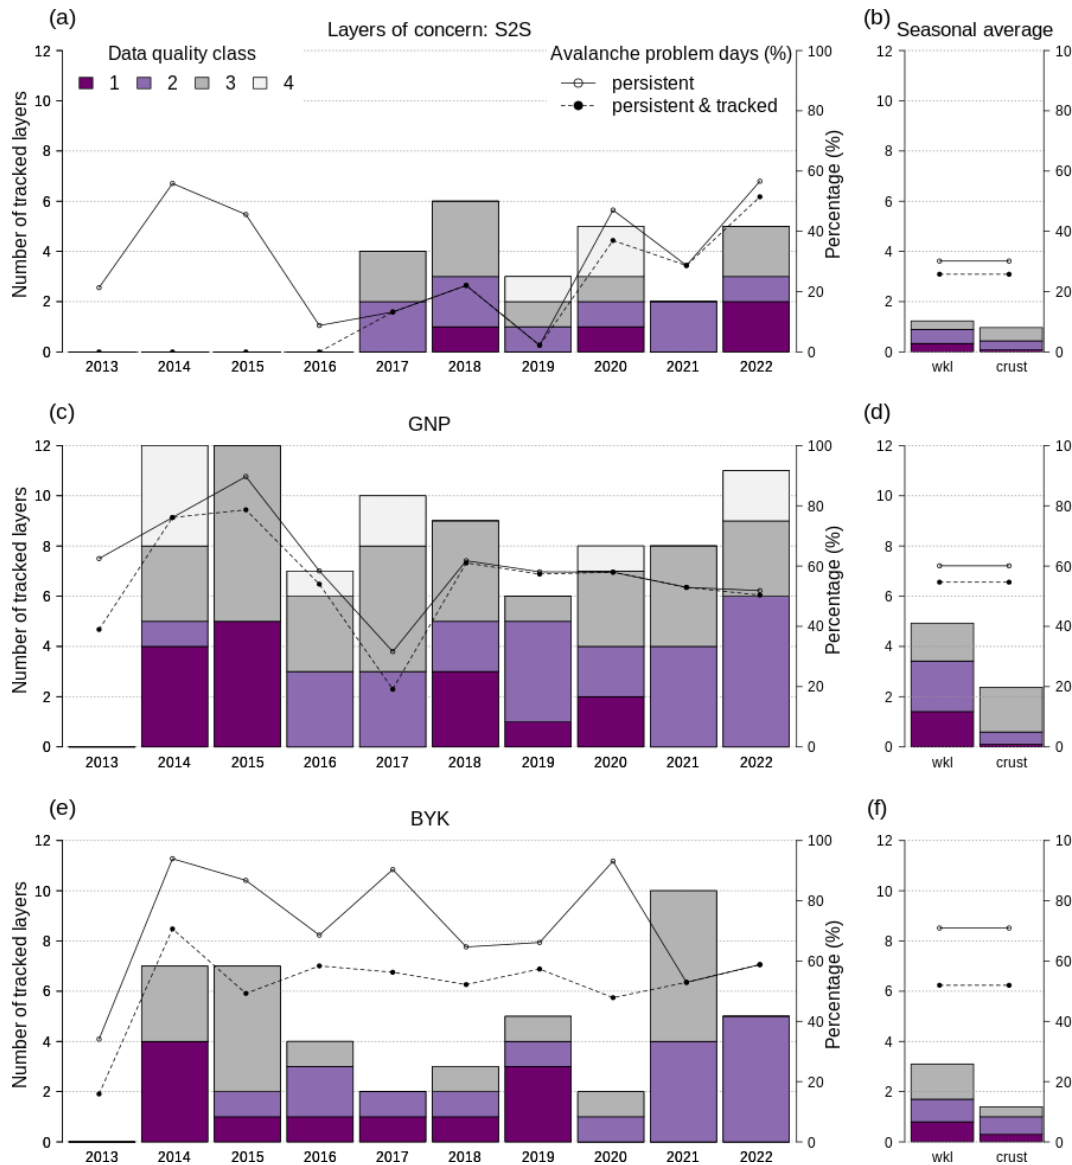 (a)
Layers of concern: S2S
(b)
Seasonal average
Data quality class
1 2 3 4
Avalanche problem days (%)
persistent
persistent & tracked
Number of tracked layers
0 2 4 6 8 10 12
Percentage (%)
0 20 40 60 80 100
2013 2014 2015 2016 2017 2018 2019 2020 2021 2022
0 2 4 6 8 10 12
wkl crust
0 20 40 60 80 10
(c)
GNP
(d)
Number of tracked layers
0 2 4 6 8 10 12
Percentage (%)
0 20 40 60 80 100
2013 2014 2015 2016 2017 2018 2019 2020 2021 2022
0 2 4 6 8 10 12
wkl crust
0 20 40 60 80 10
(e)
BYK
(f)
Number of tracked layers
0 2 4 6 8 10 12
Percentage (%)
0 20 40 60 80 100
2013 2014 2015 2016 2017 2018 2019 2020 2021 2022
0 2 4 6 8 10 12
wkl crust
0 20 40 60 80 10